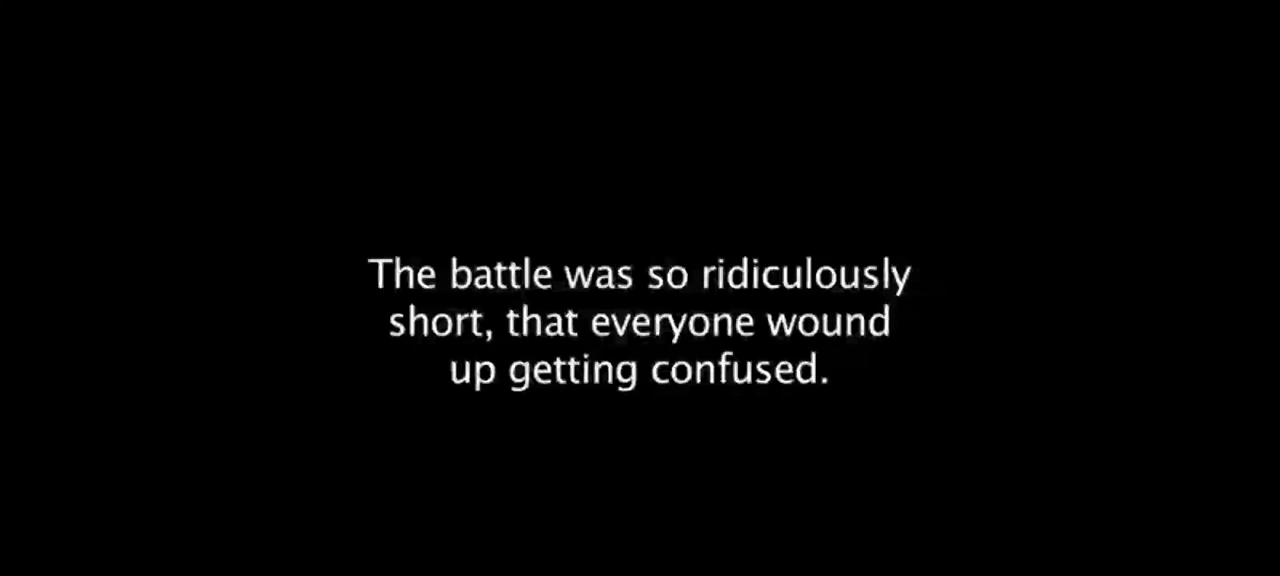 The battle was so ridiculously
short, that everyone wound
up getting confused.